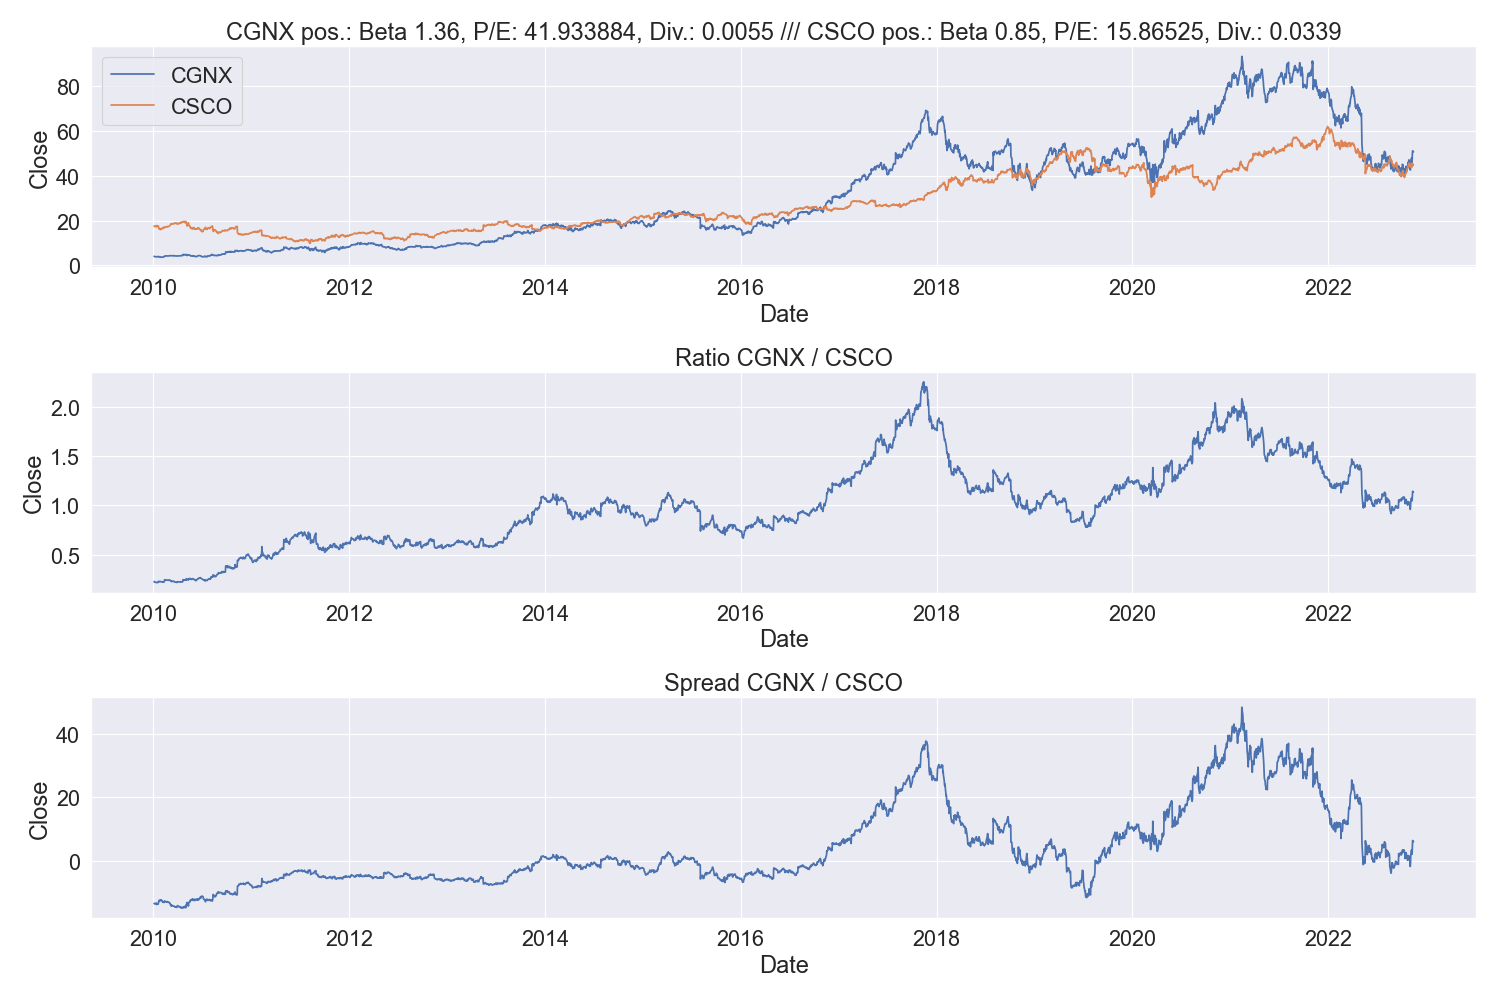 CGNX pos.: Beta 1.36, P/E: 41.933884, Div.: 0.0055 /// CSCO pos.: Beta 0.85, P/E: 15.86525, Div.: 0.0339
CGNX
CSCO
Close
80
60
40
20
0
2010 2012 2014 2016 2018 2020 2022
Date
Ratio CGNX / CSCO
Close
2.0
1.5
1.0
0.5
2010 2012 2014 2016 2018 2020 2022
Date
Spread CGNX / CSCO
Close
40
20
0
2010 2012 2014 2016 2018 2020 2022
Date